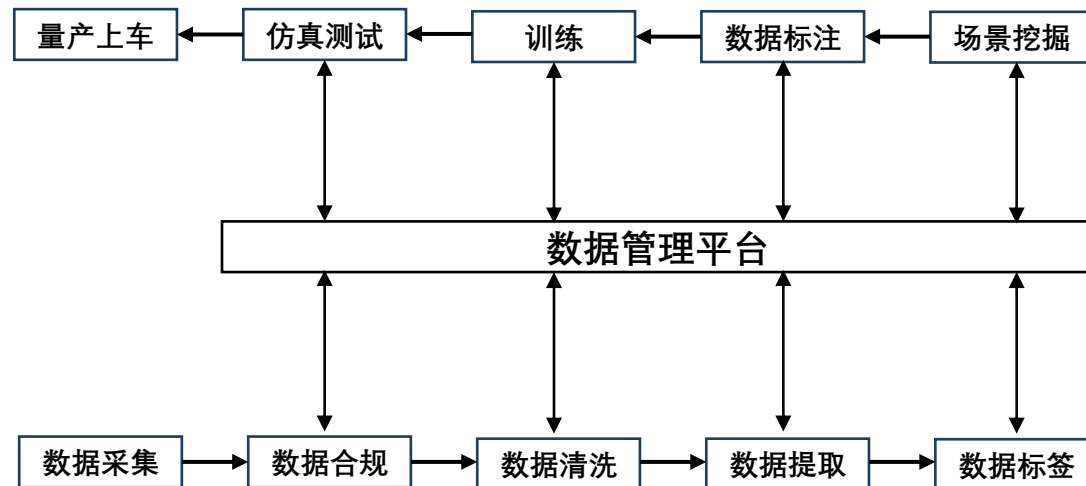 量产上车
仿真测试
训练
数据标注
场景挖掘
数据管理平台
数据采集
数据合规
数据清洗
数据提取
数据标签